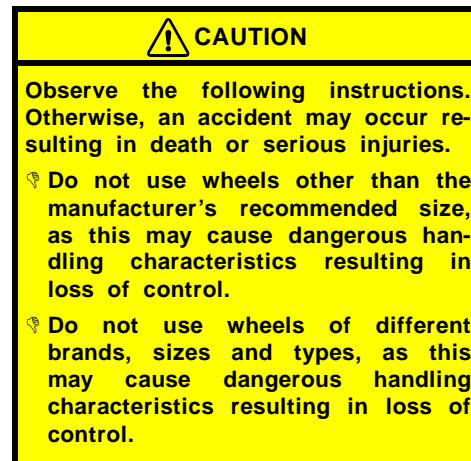 CAUTION
Observe the following instructions.
Otherwise, an accident may occur re-
sulting in death or serious injuries.
Do not use wheels other than the
manufacturer's recommended size,
as this may cause dangerous han-
dling characteristics resulting in
loss of control.
Do not use wheels of different
brands, sizes and types, as this
may cause dangerous handling
characteristics resulting in loss of
control.